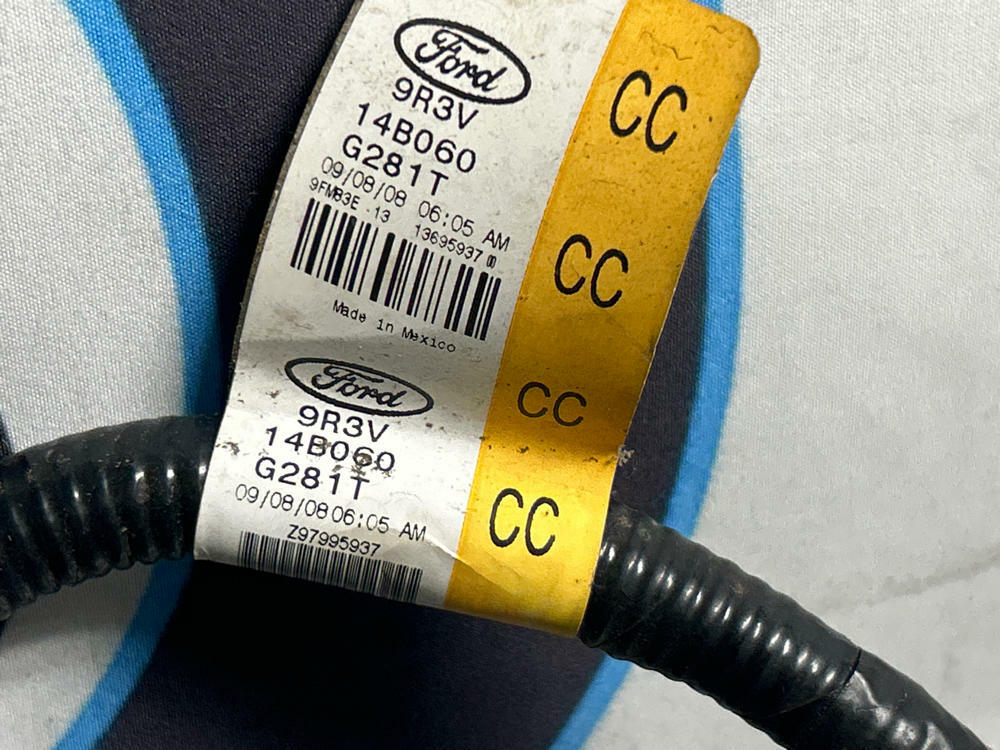 Ford
9R3V
14B060
G281T
09/08/08 06:05 AM
9FMB3E -13 13695937
Made in Mexico
Ford
9R3V
14B060
G281T
09/08/08 06:05 AM
Z97995937
CC
CC
CC
CC